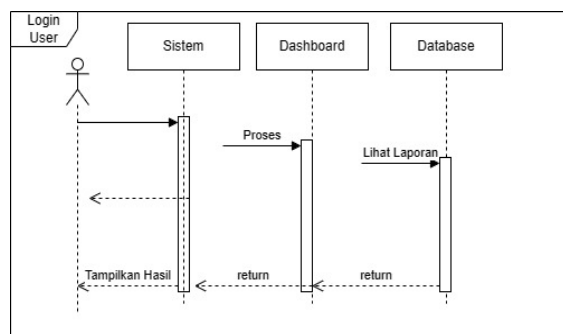 Login
User
Sistem
Dashboard
Database
Proses
Lihat Laporan
Tampilkan Hasil
return
return